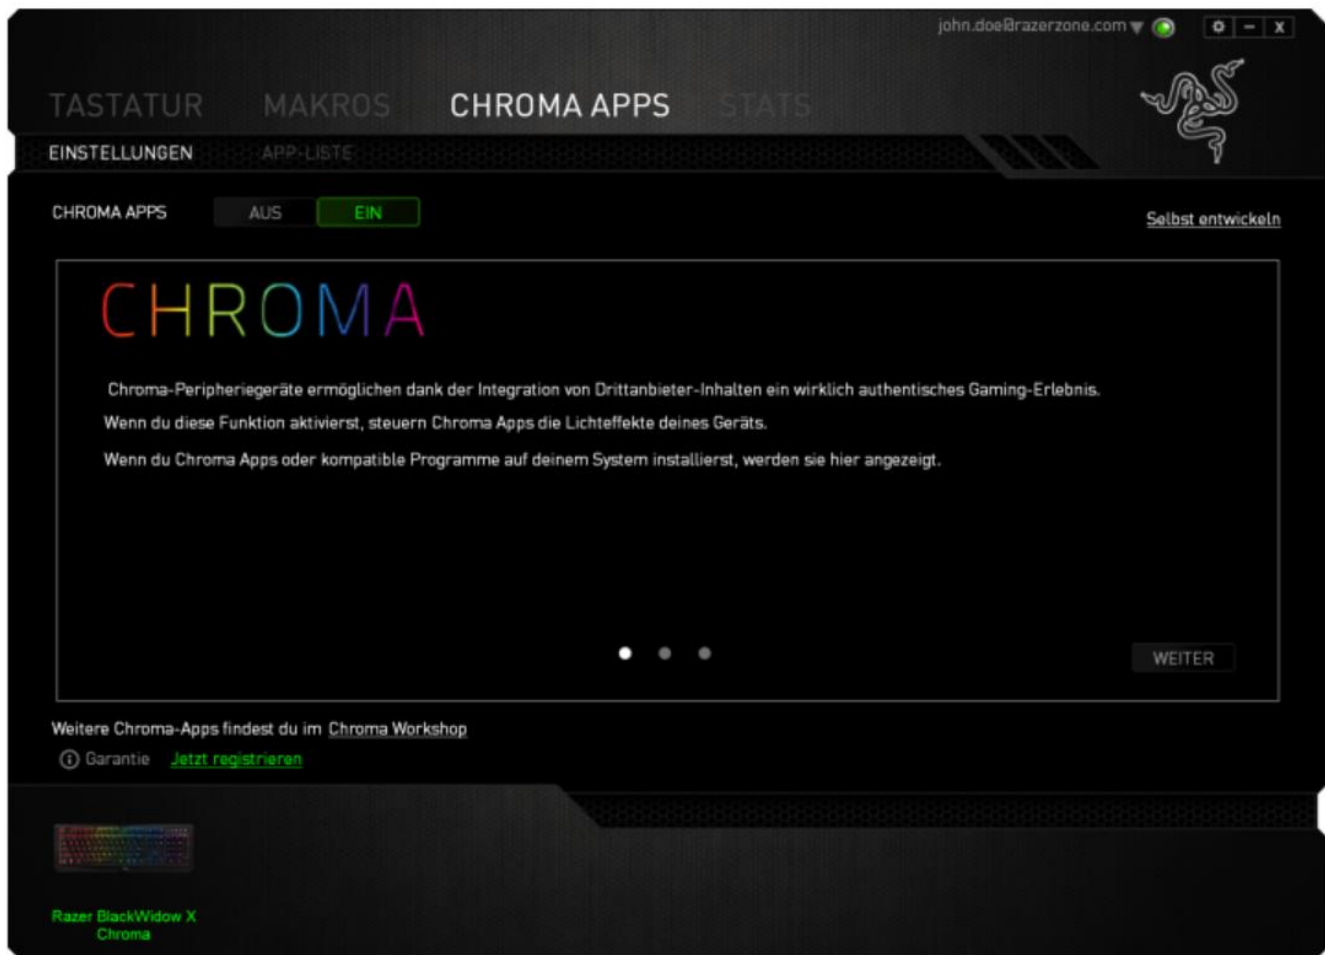 john.doe@razerzone.com
TASTATUR MAKROS CHROMA APPS STATS
EINSTELLUNGEN APP-LISTE
CHROMA APPS AUS EIN
Selbst entwickeln
CHROMA
Chroma-Peripheriegeräte ermöglichen dank der Integration von Drittanbieter-Inhalten ein wirklich authentisches Gaming-Erlebnis.
Wenn du diese Funktion aktivierst, steuern Chroma Apps die Lichteffekte deines Geräts.
Wenn du Chroma Apps oder kompatible Programme auf deinem System installierst, werden sie hier angezeigt.
WEITER
Weitere Chroma-Apps findest du im Chroma Workshop
Garantie Jetzt registrieren
Razer BlackWidow X
Chroma